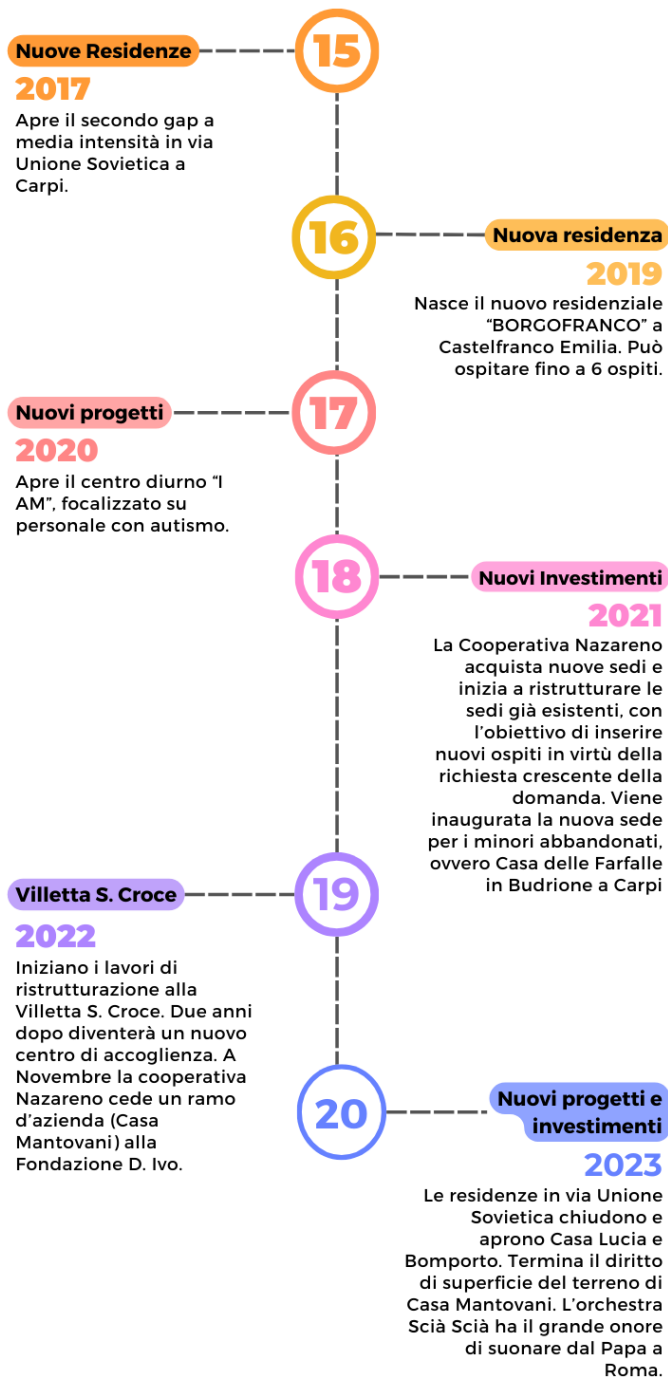 15
Nuove Residenze
2017
Apre il secondo gap a
media intensità in via
Unione Sovietica a
Carpi.
16
Nuova residenza
2019
Nasce il nuovo residenziale
“BORGOFRANCO” a
Castelfranco Emilia. Può
ospitare fino a 6 ospiti.
17
Nuovi progetti
2020
Apre il centro diurno “I
AM”, focalizzato su
personale con autismo.
18
Nuovi Investimenti
2021
La Cooperativa Nazareno
acquista nuove sedi e
inizia a ristrutturare le
sedi già esistenti, con
l’obiettivo di inserire
nuovi ospiti in virtù della
richiesta crescente della
domanda. Viene
inaugurata la nuova sede
per i minori abbandonati,
ovvero Casa delle Farfalle
in Budrione a Carpi
19
Villetta S. Croce
2022
Iniziano i lavori di
ristrutturazione alla
Villetta S. Croce. Due anni
dopo diventerà un nuovo
centro di accoglienza. A
Novembre la cooperativa
Nazareno cede un ramo
d’azienda (Casa
Mantovani) alla
Fondazione D. Ivo.
20
Nuovi progetti e
investimenti
2023
Le residenze in via Unione
Sovietica chiudono e
aprono Casa Lucia e
Bomporto. Termina il diritto
di superficie del terreno di
Casa Mantovani. L’orchestra
Scià Scià ha il grande onore
di suonare dal Papa a
Roma.